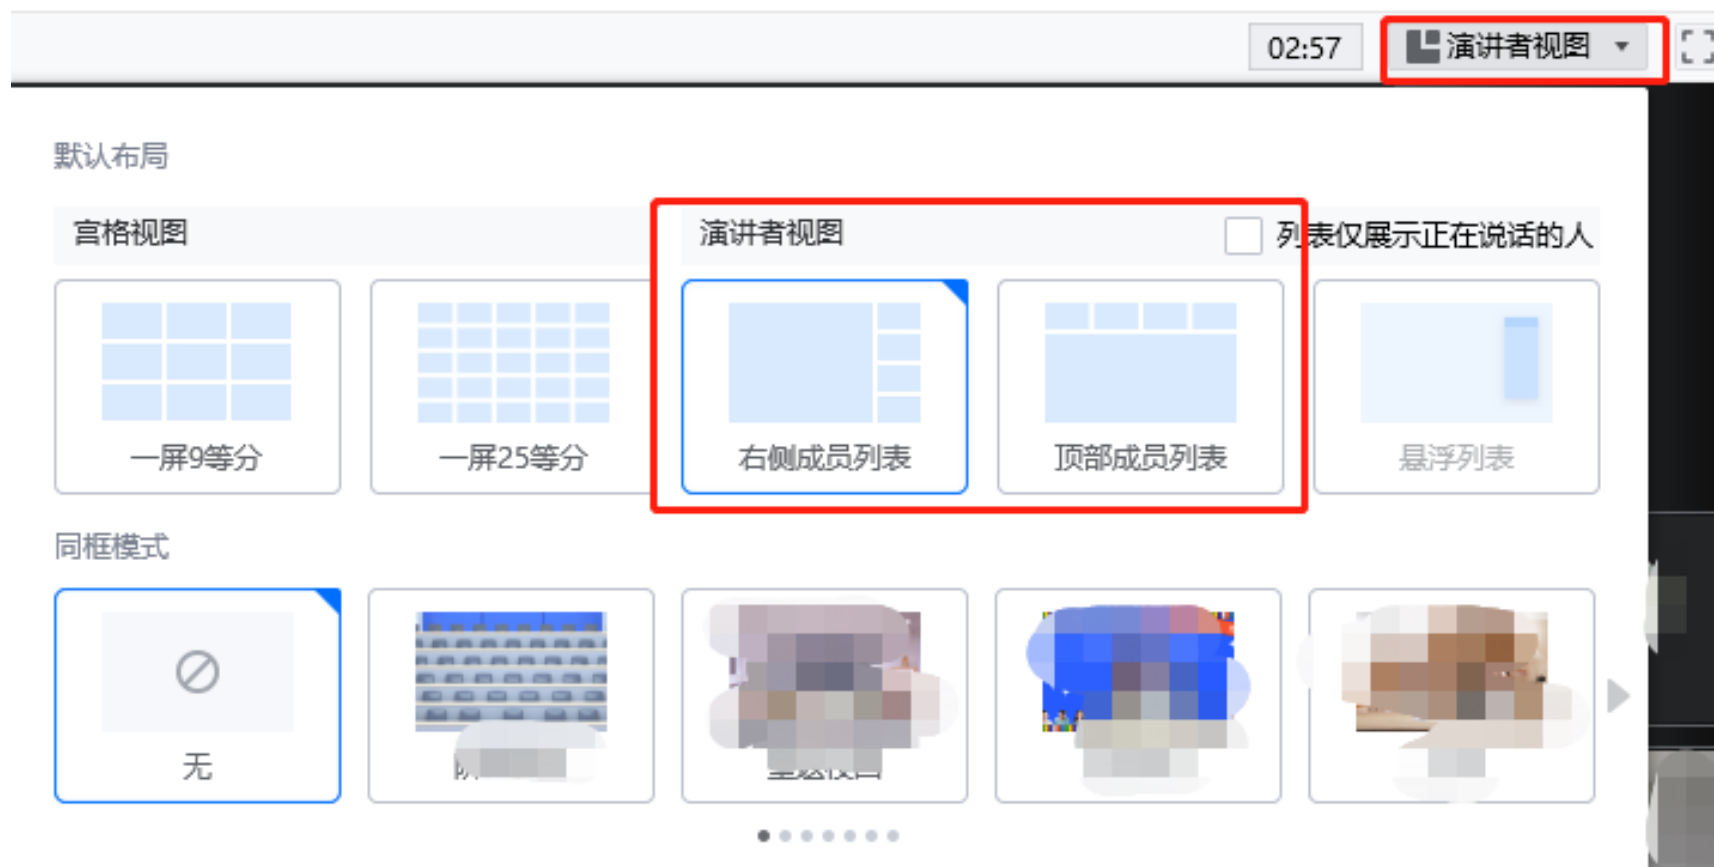 02:57
演讲者视图
默认布局
宫格视图
演讲者视图
列表仅展示正在说话的人
一屏9等分
一屏25等分
右侧成员列表
顶部成员列表
悬浮列表
同框模式
无